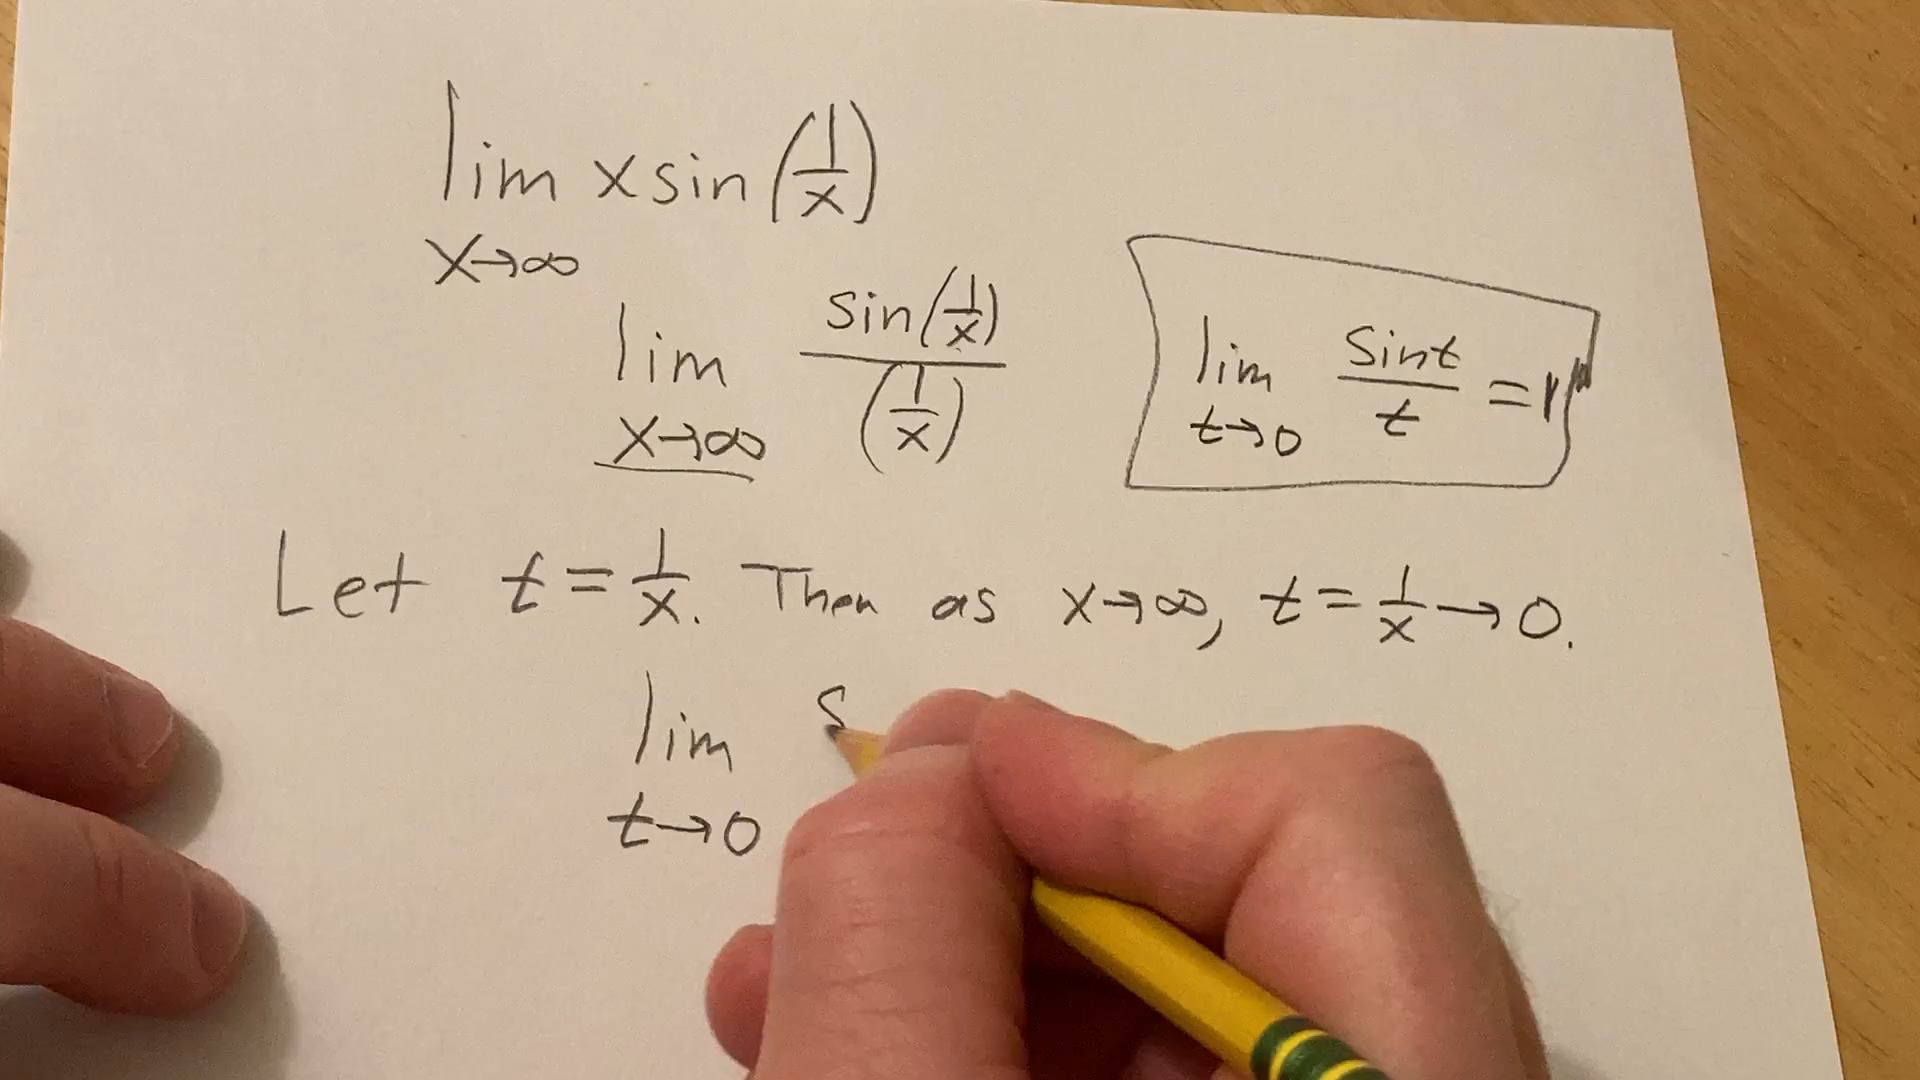 lim x sin (1/x)
x→∞
lim sin(1/x) / (1/x)
x→∞
lim sin t / t = 1
t→0
Let t = 1/x. Then as x→∞, t = 1/x → 0.
lim s
t→0